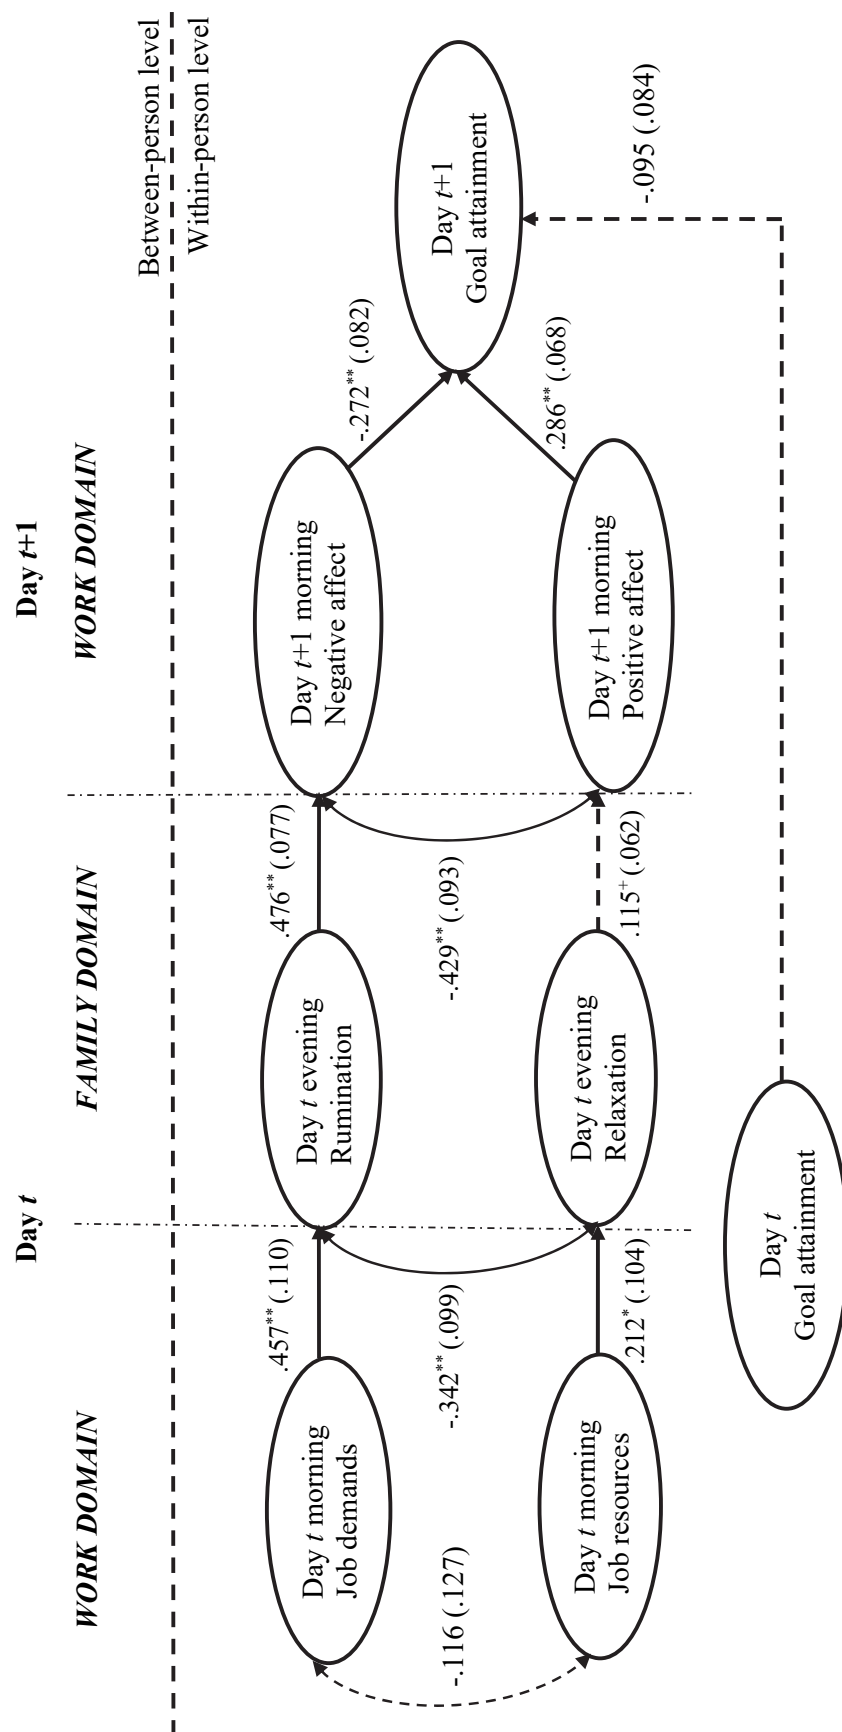 Day t
Day t+1
WORK DOMAIN
FAMILY DOMAIN
WORK DOMAIN
Between-person level
Within-person level
Day t morning
Job demands
.457** (.110)
Day t evening
Rumination
.476** (.077)
Day t+1 morning
Negative affect
-.272** (.082)
Day t+1
Goal attainment
-.116 (.127)
-.342** (.099)
-.429** (.093)
.286** (.068)
Day t morning
Job resources
.212* (.104)
Day t evening
Relaxation
.115+ (.062)
Day t+1 morning
Positive affect
-.095 (.084)
Day t
Goal attainment